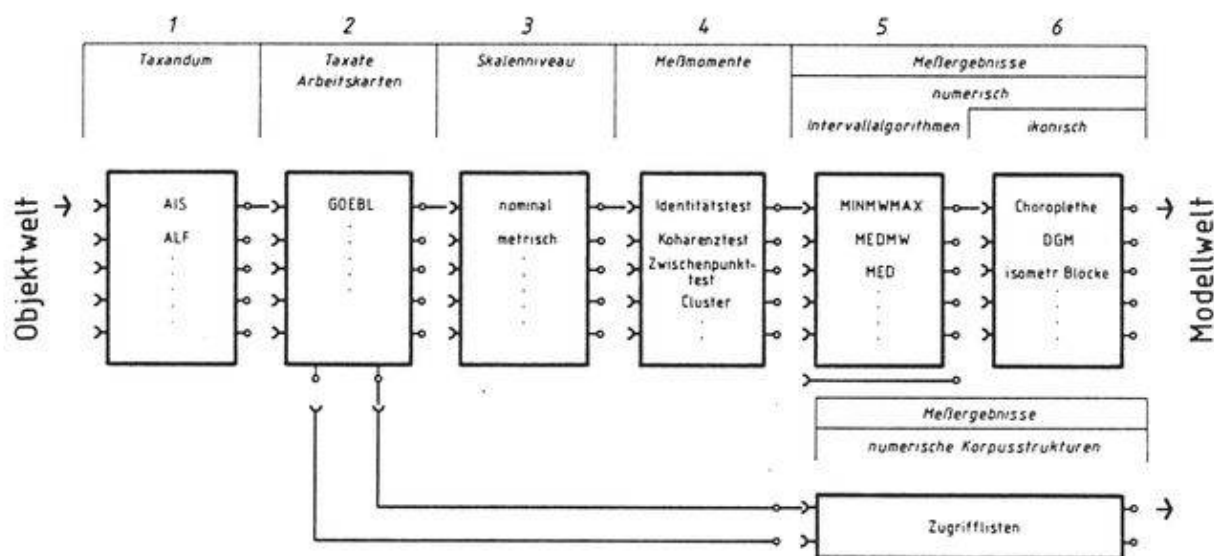 1 2 3 4 5 6
Taxandum
Taxate
Arbeitskarten
Skalenniveau
Meßmomente
Meßergebnisse
numerisch
Intervallalgorithmen
ikonisch
Objektwelt
AIS
ALF
GOEBL
nominal
metrisch
Identitätstest
Koharenztest
Zwischenpunkt-
test
Cluster
MINMWMAX
MEDMW
MED
Choroplethe
DGM
isometr Blöcke
Modellwelt
Meßergebnisse
numerische Korpusstrukturen
Zugrifflisten